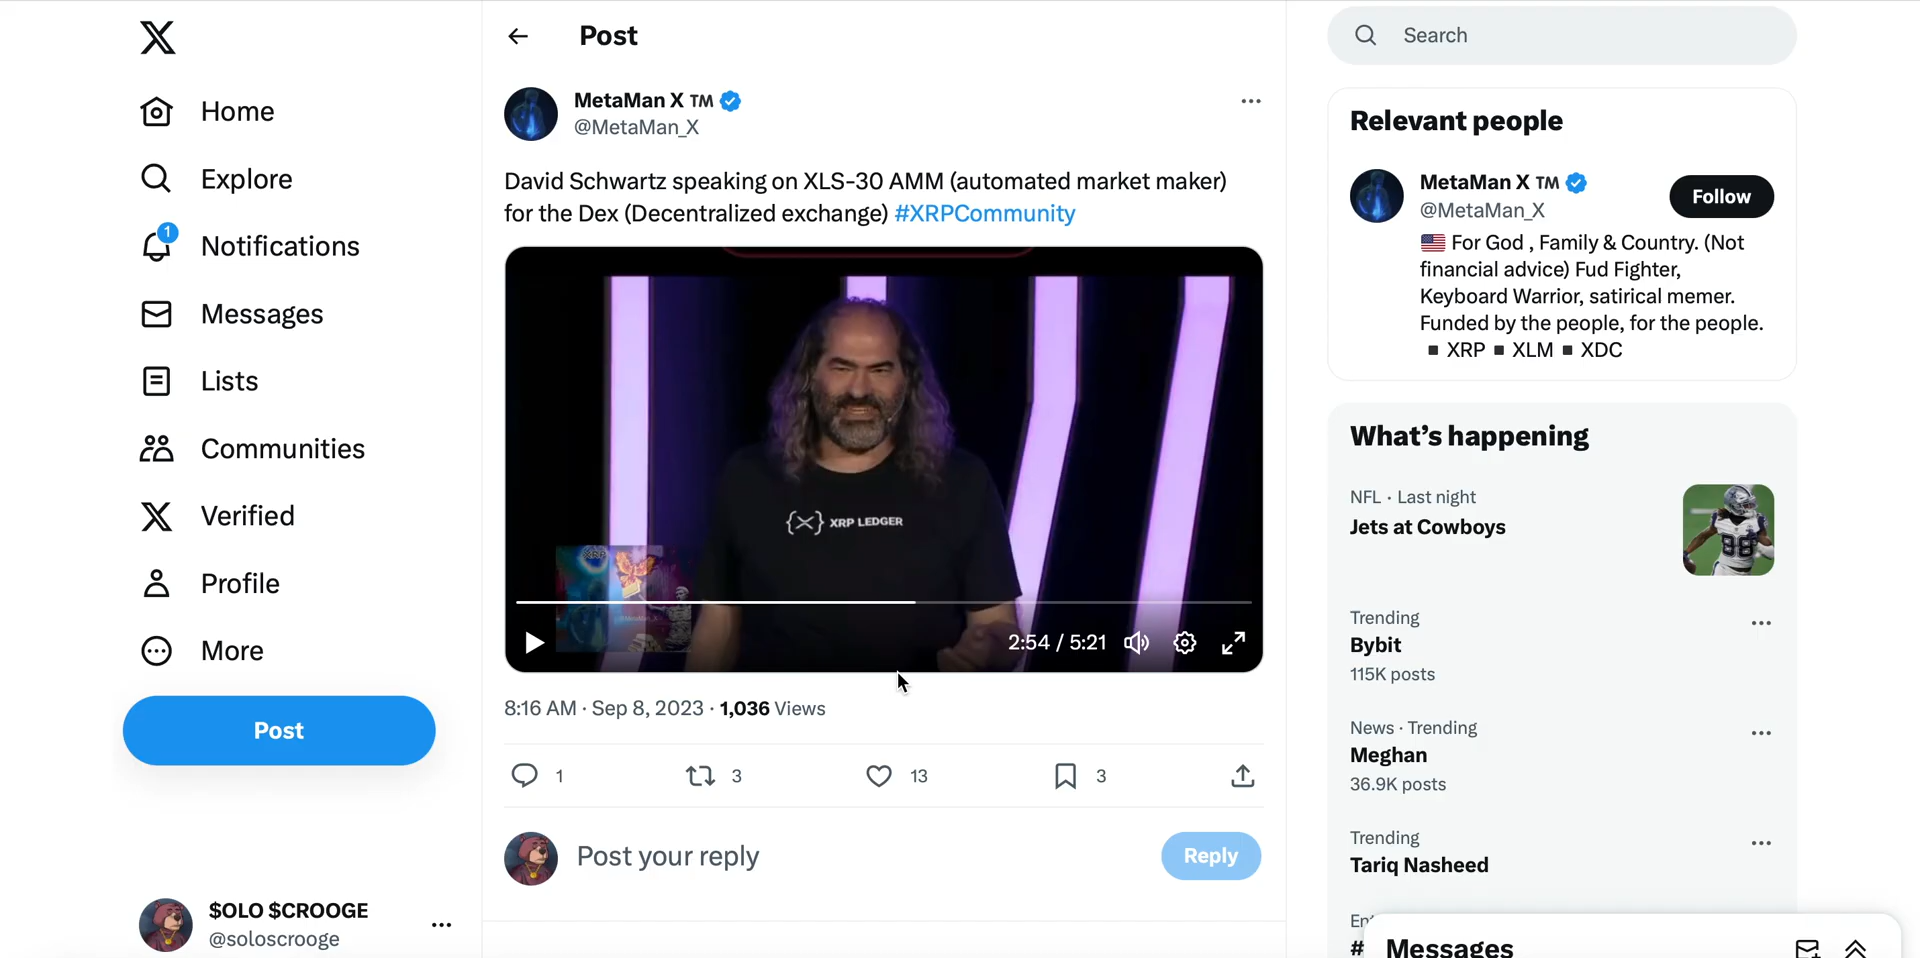 Home
Explore
1
Notifications
Messages
Lists
Communities
Verified
Profile
More
Post
$OLO $CROOGE
@soloscrooge
Post
MetaMan X TM
@MetaMan_X
David Schwartz speaking on XLS-30 AMM (automated market maker)
for the Dex (Decentralized exchange) #XRPCommunity
{X} XRP LEDGER
XRP
2:54 / 5:21
8:16 AM · Sep 8, 2023 · 1,036 Views
1 3 13 3
Post your reply
Reply
Search
Relevant people
MetaMan X TM
@MetaMan_X
Follow
🇺🇸 For God , Family & Country. (Not
financial advice) Fud Fighter,
Keyboard Warrior, satirical memer.
Funded by the people, for the people.
▪ XRP ▪ XLM ▪ XDC
What's happening
NFL · Last night
Jets at Cowboys
88
Trending
Bybit
115K posts
News · Trending
Meghan
36.9K posts
Trending
Tariq Nasheed
#
Messages